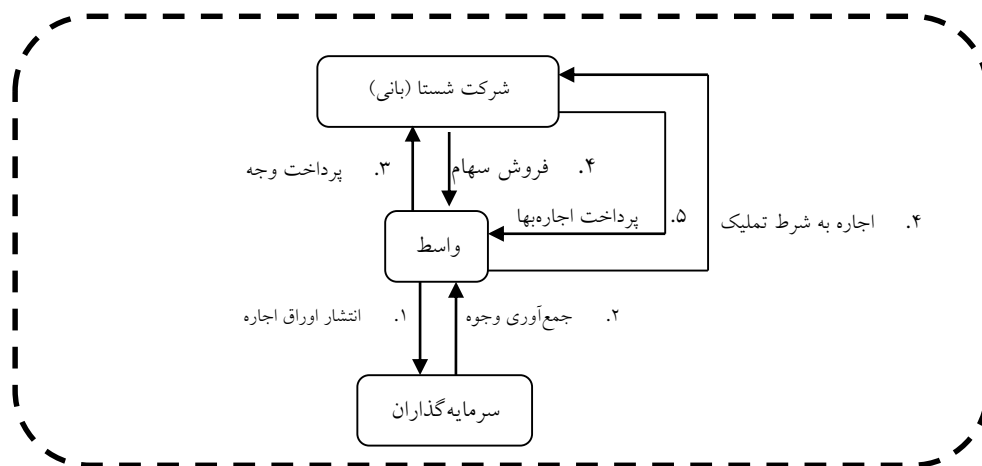 شرکت شستا (بانی)
۳. پرداخت وجه
۴. فروش سهام
۵. پرداخت اجاره‌بها
۴. اجاره به شرط تملیک
واسط
۱. انتشار اوراق اجاره
۲. جمع‌آوری وجوه
سرمایه‌گذاران